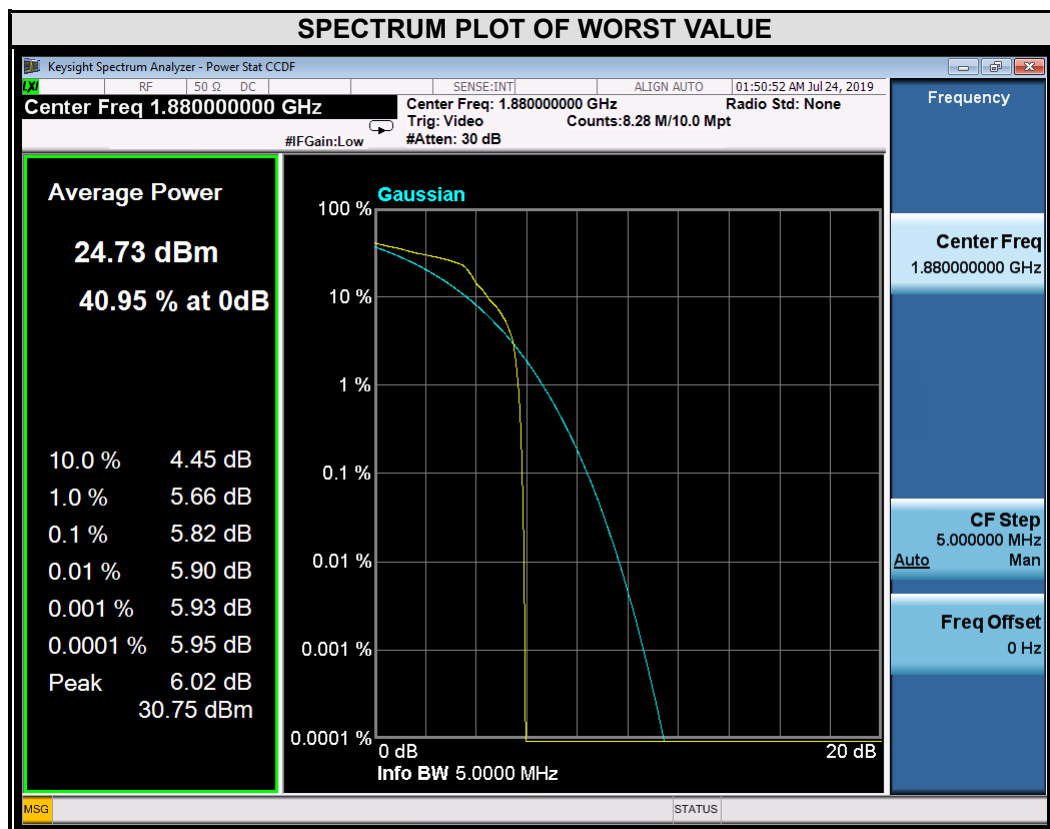 SPECTRUM PLOT OF WORST VALUE
Keysight Spectrum Analyzer - Power Stat CCDF
LXI RF 50 Ω DC SENSE:INT ALIGN AUTO 01:50:52 AM Jul 24, 2019
Center Freq 1.880000000 GHz
Center Freq: 1.880000000 GHz Radio Std: None
Trig: Video Counts:8.28 M/10.0 Mpt
#IFGain:Low #Atten: 30 dB
Average Power
24.73 dBm
40.95 % at 0dB
10.0 % 4.45 dB
1.0 % 5.66 dB
0.1 % 5.82 dB
0.01 % 5.90 dB
0.001 % 5.93 dB
0.0001 % 5.95 dB
Peak 6.02 dB
30.75 dBm
Gaussian
100 %
10 %
1 %
0.1 %
0.01 %
0.001 %
0.0001 %
0 dB 20 dB
Info BW 5.0000 MHz
Frequency
Center Freq
1.880000000 GHz
CF Step
5.000000 MHz
Auto Man
Freq Offset
0 Hz
MSG STATUS